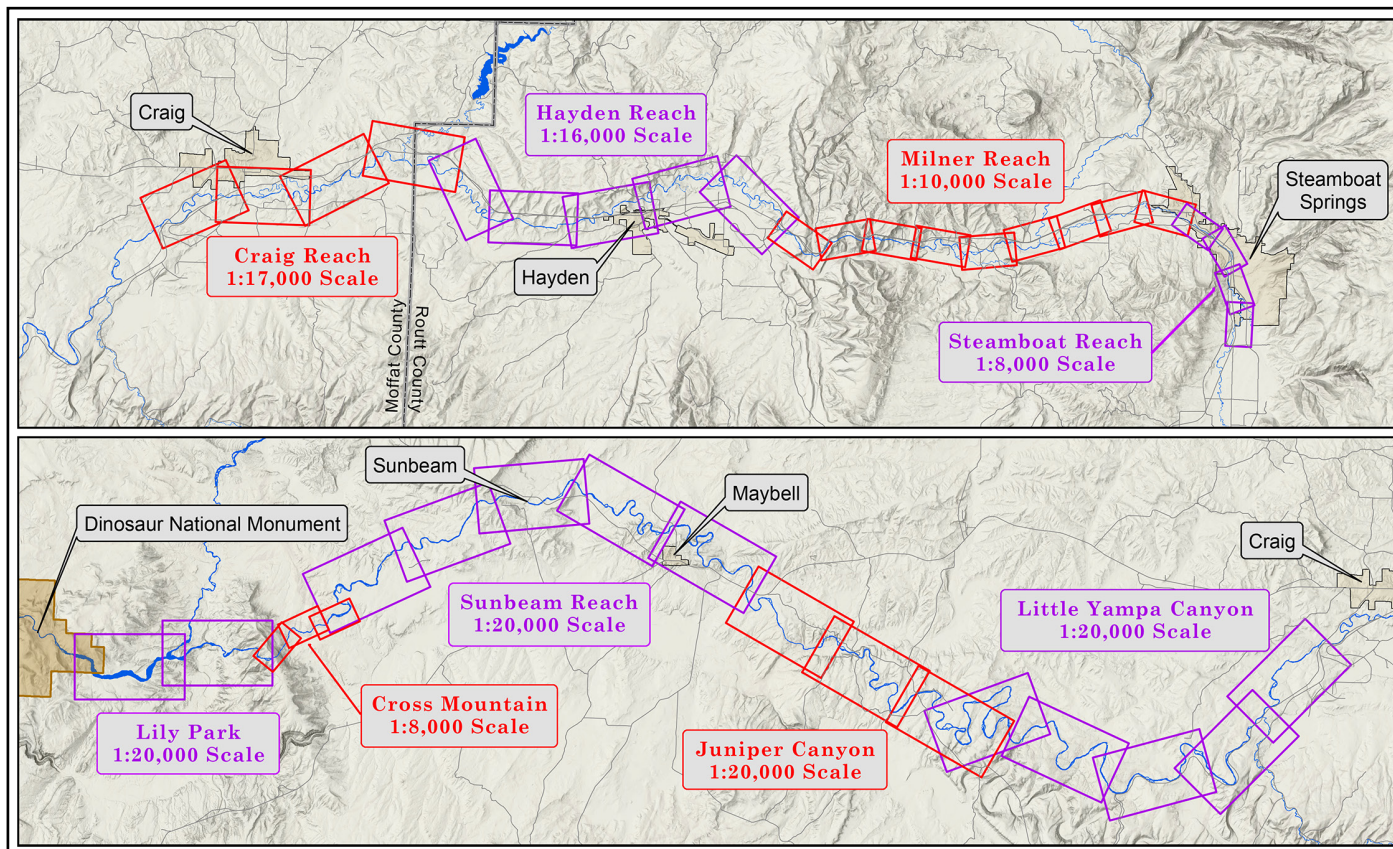 Craig
Hayden Reach
1:16,000 Scale
Milner Reach
1:10,000 Scale
Steamboat
Springs
Craig Reach
1:17,000 Scale
Hayden
Moffat County
Routt County
Steamboat Reach
1:8,000 Scale
Sunbeam
Maybell
Dinosaur National Monument
Craig
Sunbeam Reach
1:20,000 Scale
Little Yampa Canyon
1:20,000 Scale
Cross Mountain
1:8,000 Scale
Lily Park
1:20,000 Scale
Juniper Canyon
1:20,000 Scale